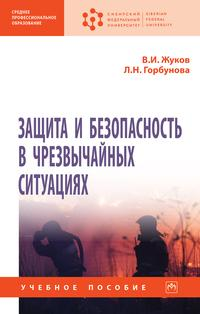 СРЕДНЕЕ
ПРОФЕССИОНАЛЬНОЕ
ОБРАЗОВАНИЕ
СИБИРСКИЙ
ФЕДЕРАЛЬНЫЙ
УНИВЕРСИТЕТ
SIBERIAN
FEDERAL
UNIVERSITY
В.И. Жуков
Л.Н. Горбунова
ЗАЩИТА И БЕЗОПАСНОСТЬ
В ЧРЕЗВЫЧАЙНЫХ
СИТУАЦИЯХ
УЧЕБНОЕ ПОСОБИЕ